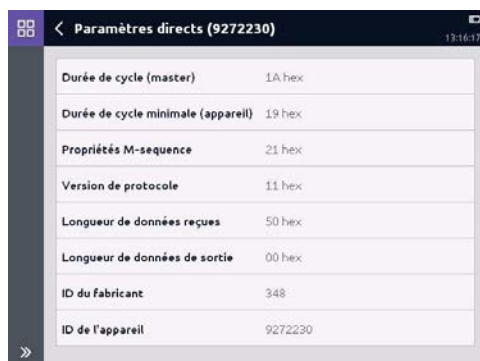 Paramètres directs (9272230)
13:16:17
Durée de cycle (master) 1A hex
Durée de cycle minimale (appareil) 19 hex
Propriétés M-sequence 21 hex
Version de protocole 11 hex
Longueur de données reçues 50 hex
Longueur de données de sortie 00 hex
ID du fabricant 348
ID de l'appareil 9272230